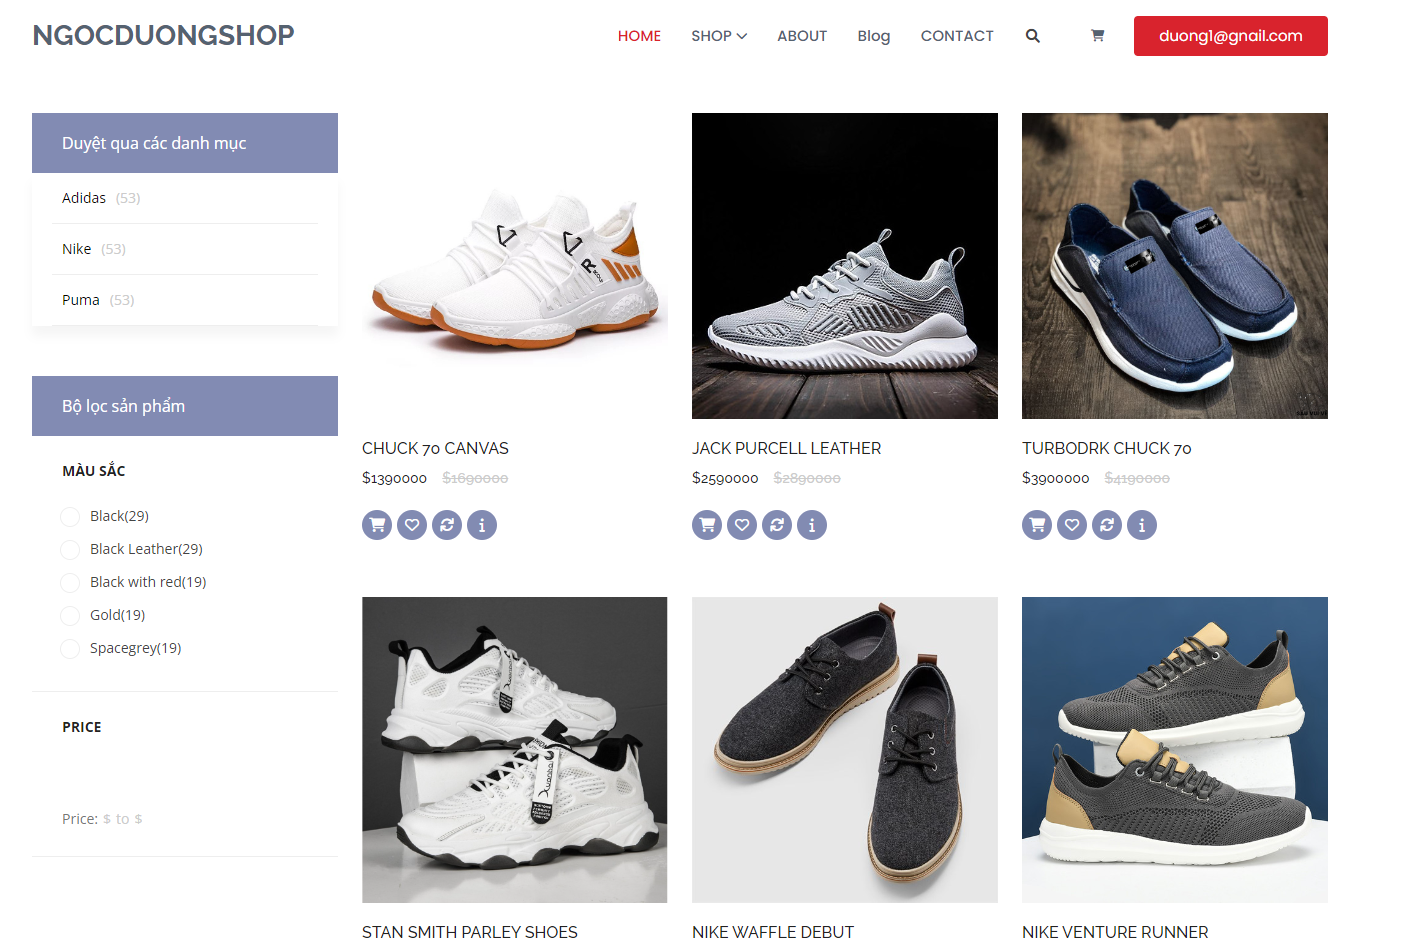 NGOCDUONGSHOP
HOME SHOP ABOUT Blog CONTACT duong1@gnail.com
Duyệt qua các danh mục
Adidas (53)
Nike (53)
Puma (53)
Bộ lọc sản phẩm
MÀU SẮC
Black(29)
Black Leather(29)
Black with red(19)
Gold(19)
Spacegrey(19)
PRICE
Price: $ to $
CHUCK 70 CANVAS
$1390000 $1690000
JACK PURCELL LEATHER
$2590000 $2890000
TURBODRK CHUCK 70
$3900000 $4190000
STAN SMITH PARLEY SHOES
NIKE WAFFLE DEBUT
NIKE VENTURE RUNNER